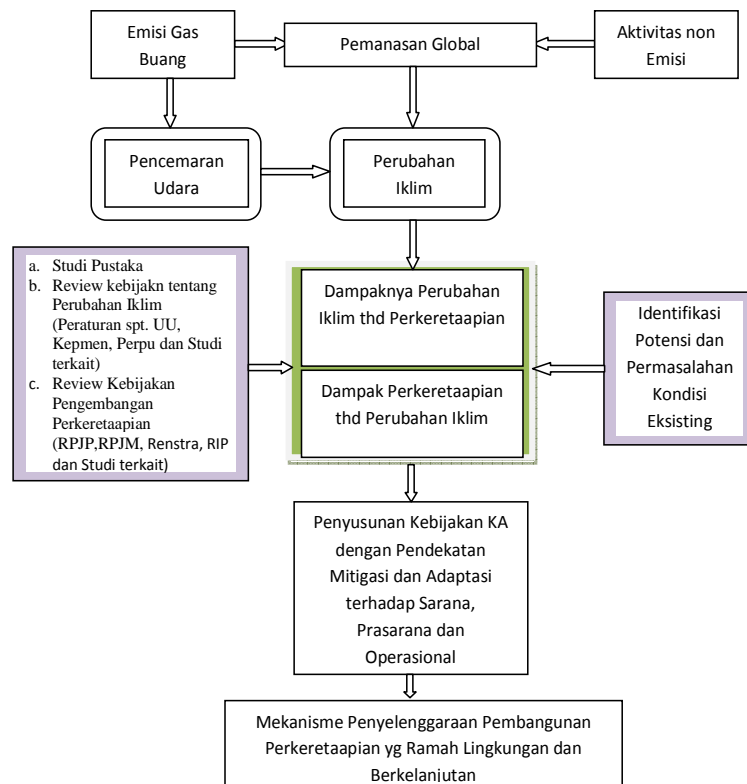 Emisi Gas
Buang
Pemanasan Global
Aktivitas non
Emisi
Pencemaran
Udara
Perubahan
Iklim
a. Studi Pustaka
b. Review kebijakn tentang
Perubahan Iklim
(Peraturan spt. UU,
Kepmen, Perpu dan Studi
terkait)
c. Review Kebijakan
Pengembangan
Perkeretaapian
(RPJP,RPJM, Renstra, RIP
dan Studi terkait)
Dampaknya Perubahan
Iklim thd Perkeretaapian
Dampak Perkeretaapian
thd Perubahan Iklim
Identifikasi
Potensi dan
Permasalahan
Kondisi
Eksisting
Penyusunan Kebijakan KA
dengan Pendekatan
Mitigasi dan Adaptasi
terhadap Sarana,
Prasarana dan
Operasional
Mekanisme Penyelenggaraan Pembangunan
Perkeretaapian yg Ramah Lingkungan dan
Berkelanjutan